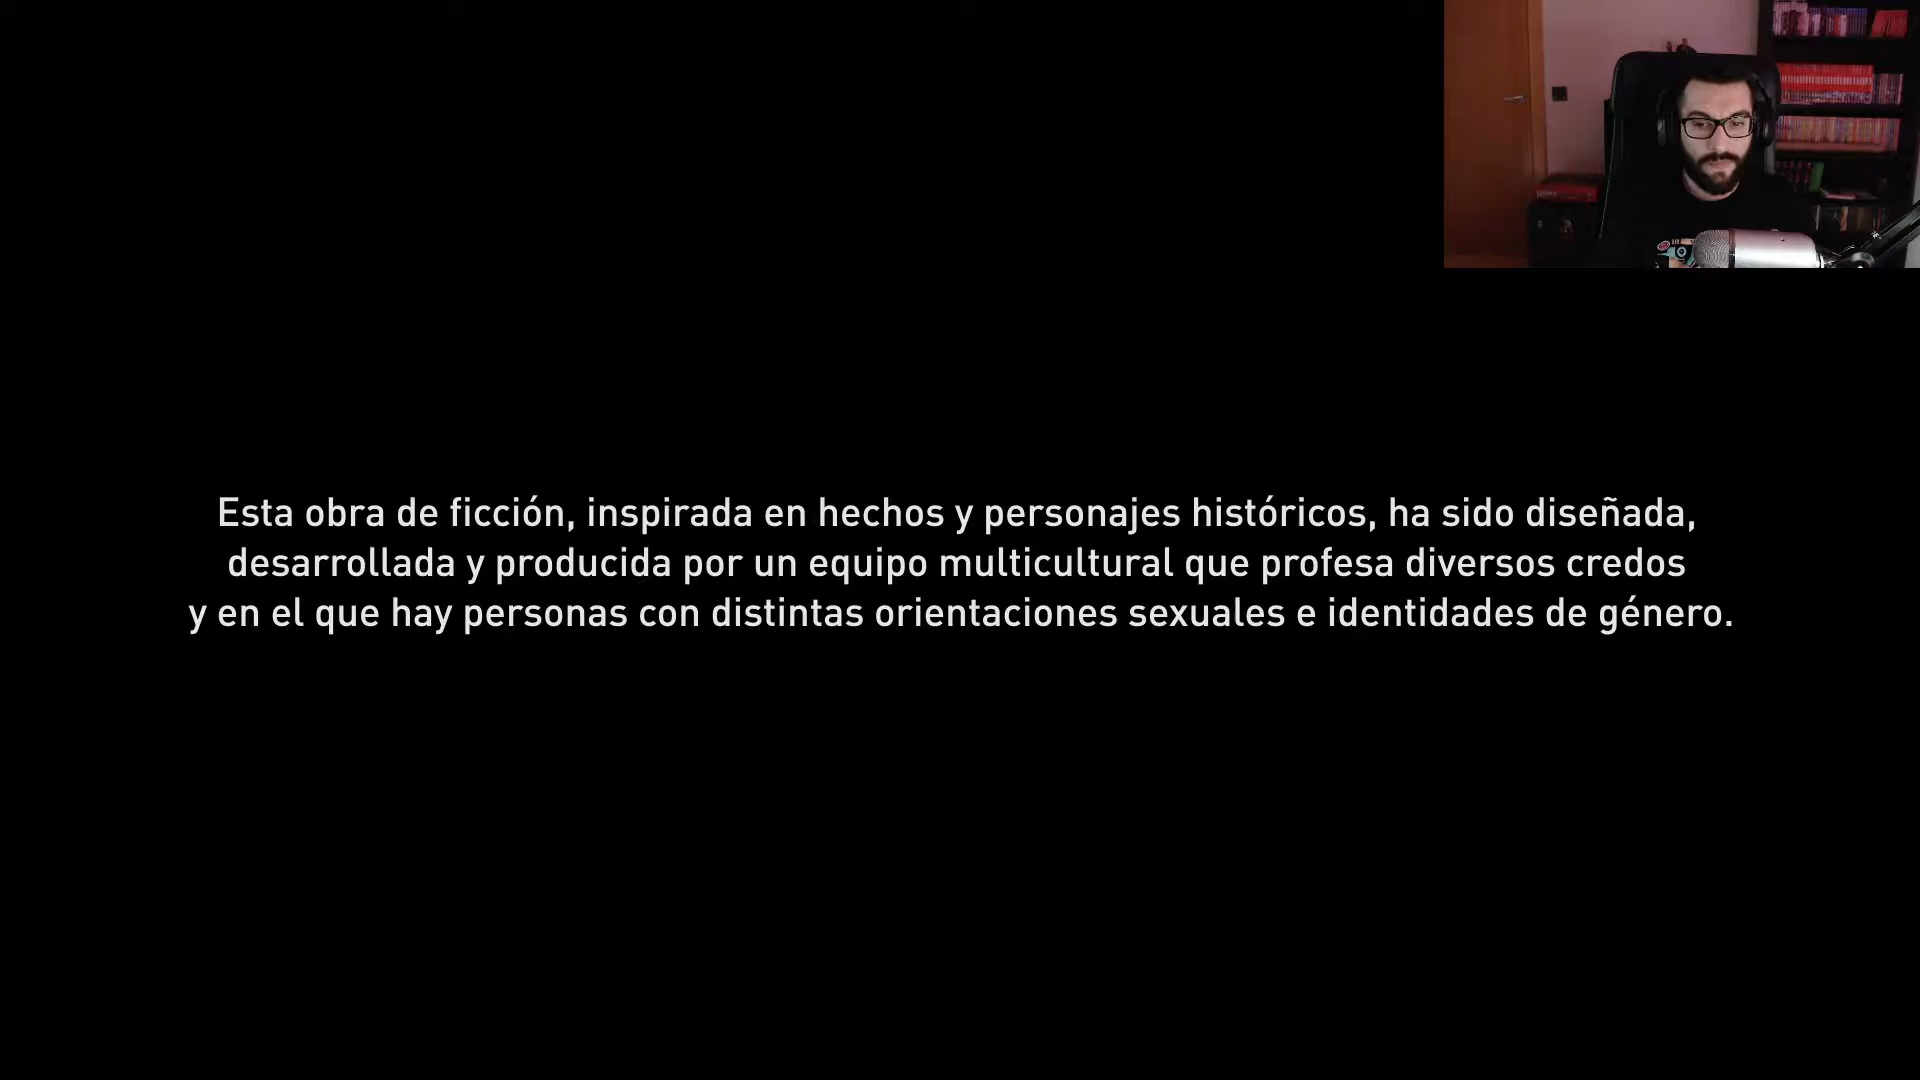 Esta obra de ficción, inspirada en hechos y personajes históricos, ha sido diseñada,
desarrollada y producida por un equipo multicultural que profesa diversos credos
y en el que hay personas con distintas orientaciones sexuales e identidades de género.